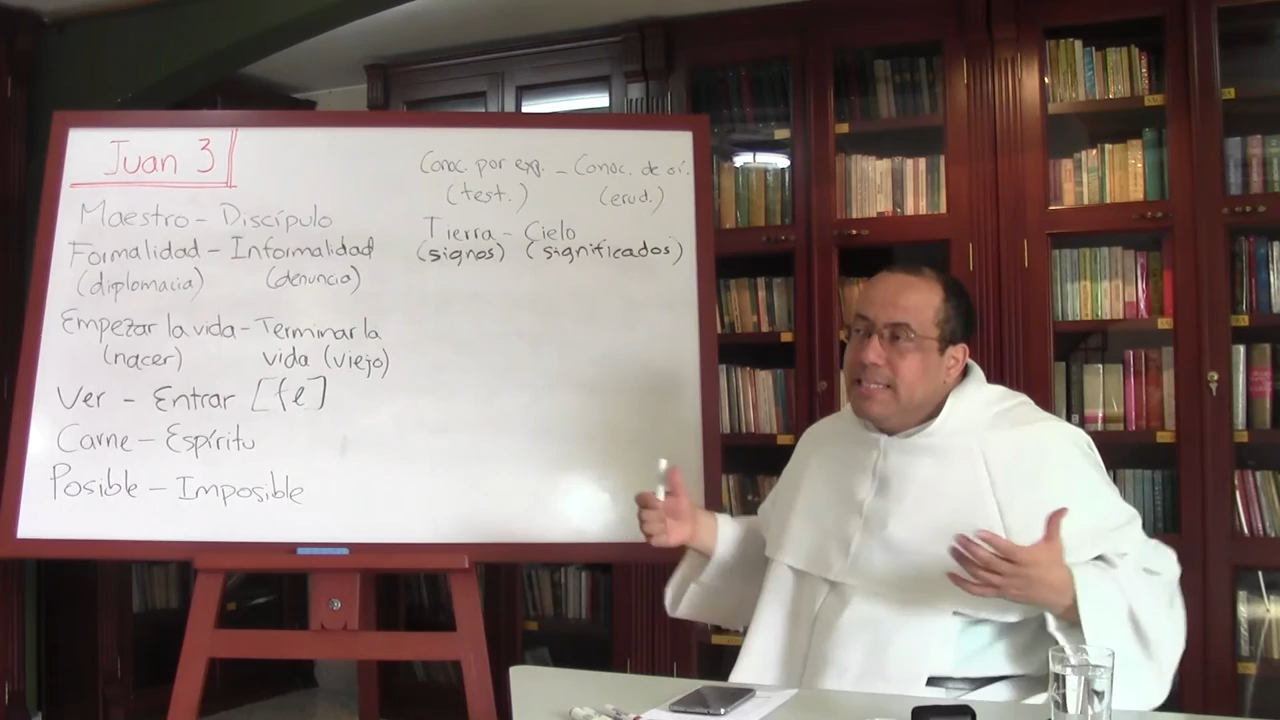 Juan 3
Maestro - Discípulo
Formalidad - Informalidad
(diplomacia) (denuncia)
Empezar la vida - Terminar la
(nacer) vida (viejo)
Ver - Entrar [fe]
Carne - Espíritu
Posible - Imposible
Conoc. por exp. - Conoc. de oí.
(test.) (erud.)
Tierra - Cielo
(signos) (significados)